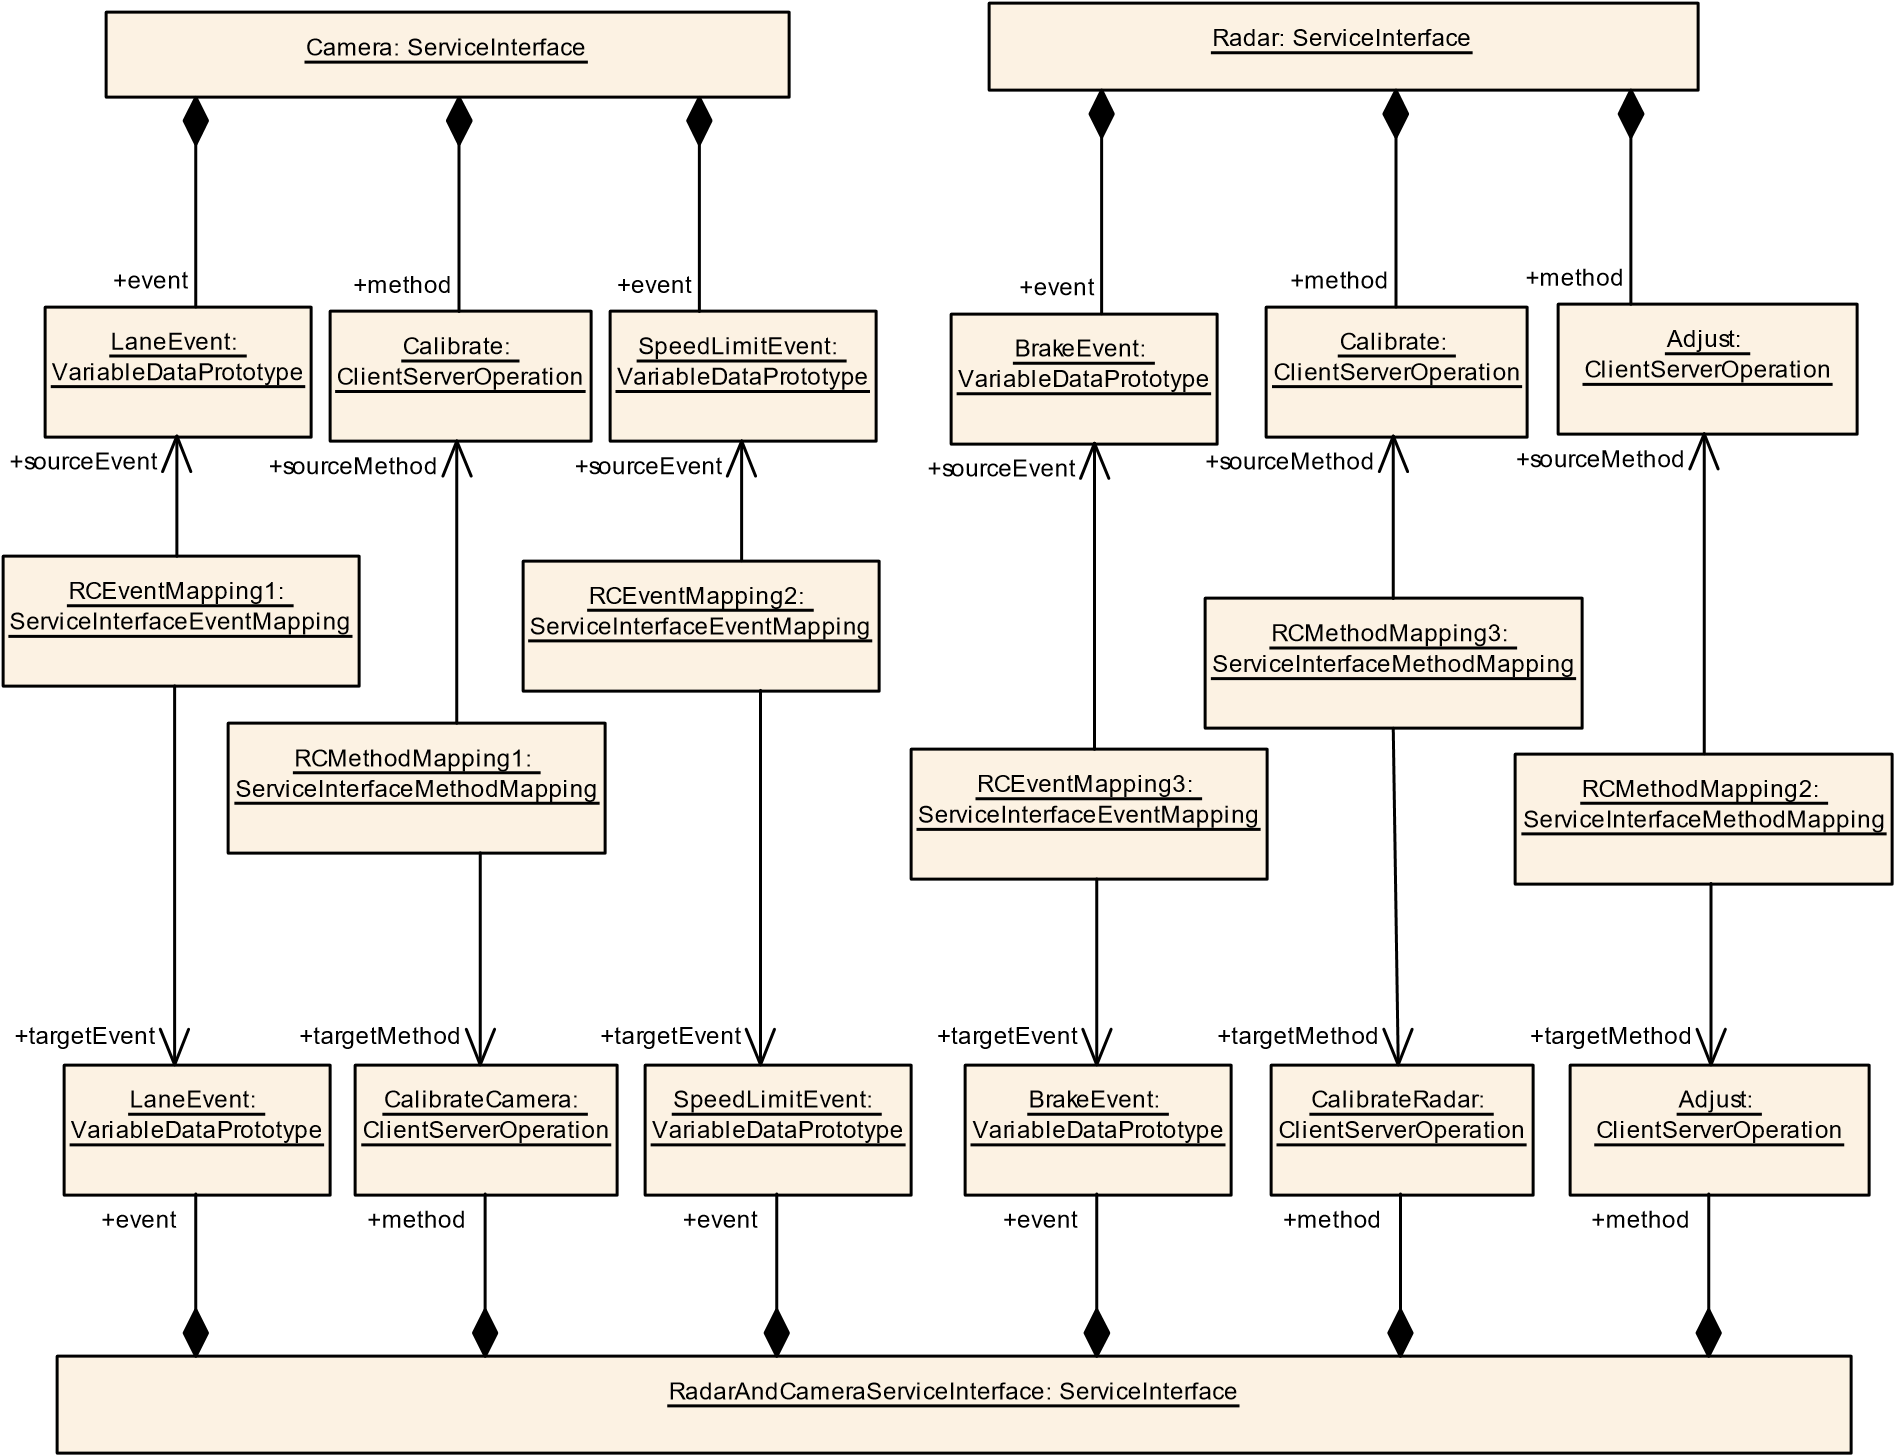 Camera: ServiceInterface
Radar: ServiceInterface
+event
+method
+event
+event
+method
+method
LaneEvent:
VariableDataPrototype
Calibrate:
ClientServerOperation
SpeedLimitEvent:
VariableDataPrototype
BrakeEvent:
VariableDataPrototype
Calibrate:
ClientServerOperation
Adjust:
ClientServerOperation
+sourceEvent
+sourceMethod
+sourceEvent
+sourceEvent
+sourceMethod
+sourceMethod
RCEventMapping1:
ServiceInterfaceEventMapping
RCEventMapping2:
ServiceInterfaceEventMapping
RCMethodMapping3:
ServiceInterfaceMethodMapping
RCMethodMapping1:
ServiceInterfaceMethodMapping
RCEventMapping3:
ServiceInterfaceEventMapping
RCMethodMapping2:
ServiceInterfaceMethodMapping
+targetEvent
+targetMethod
+targetEvent
+targetEvent
+targetMethod
+targetMethod
LaneEvent:
VariableDataPrototype
CalibrateCamera:
ClientServerOperation
SpeedLimitEvent:
VariableDataPrototype
BrakeEvent:
VariableDataPrototype
CalibrateRadar:
ClientServerOperation
Adjust:
ClientServerOperation
+event
+method
+event
+event
+method
+method
RadarAndCameraServiceInterface: ServiceInterface